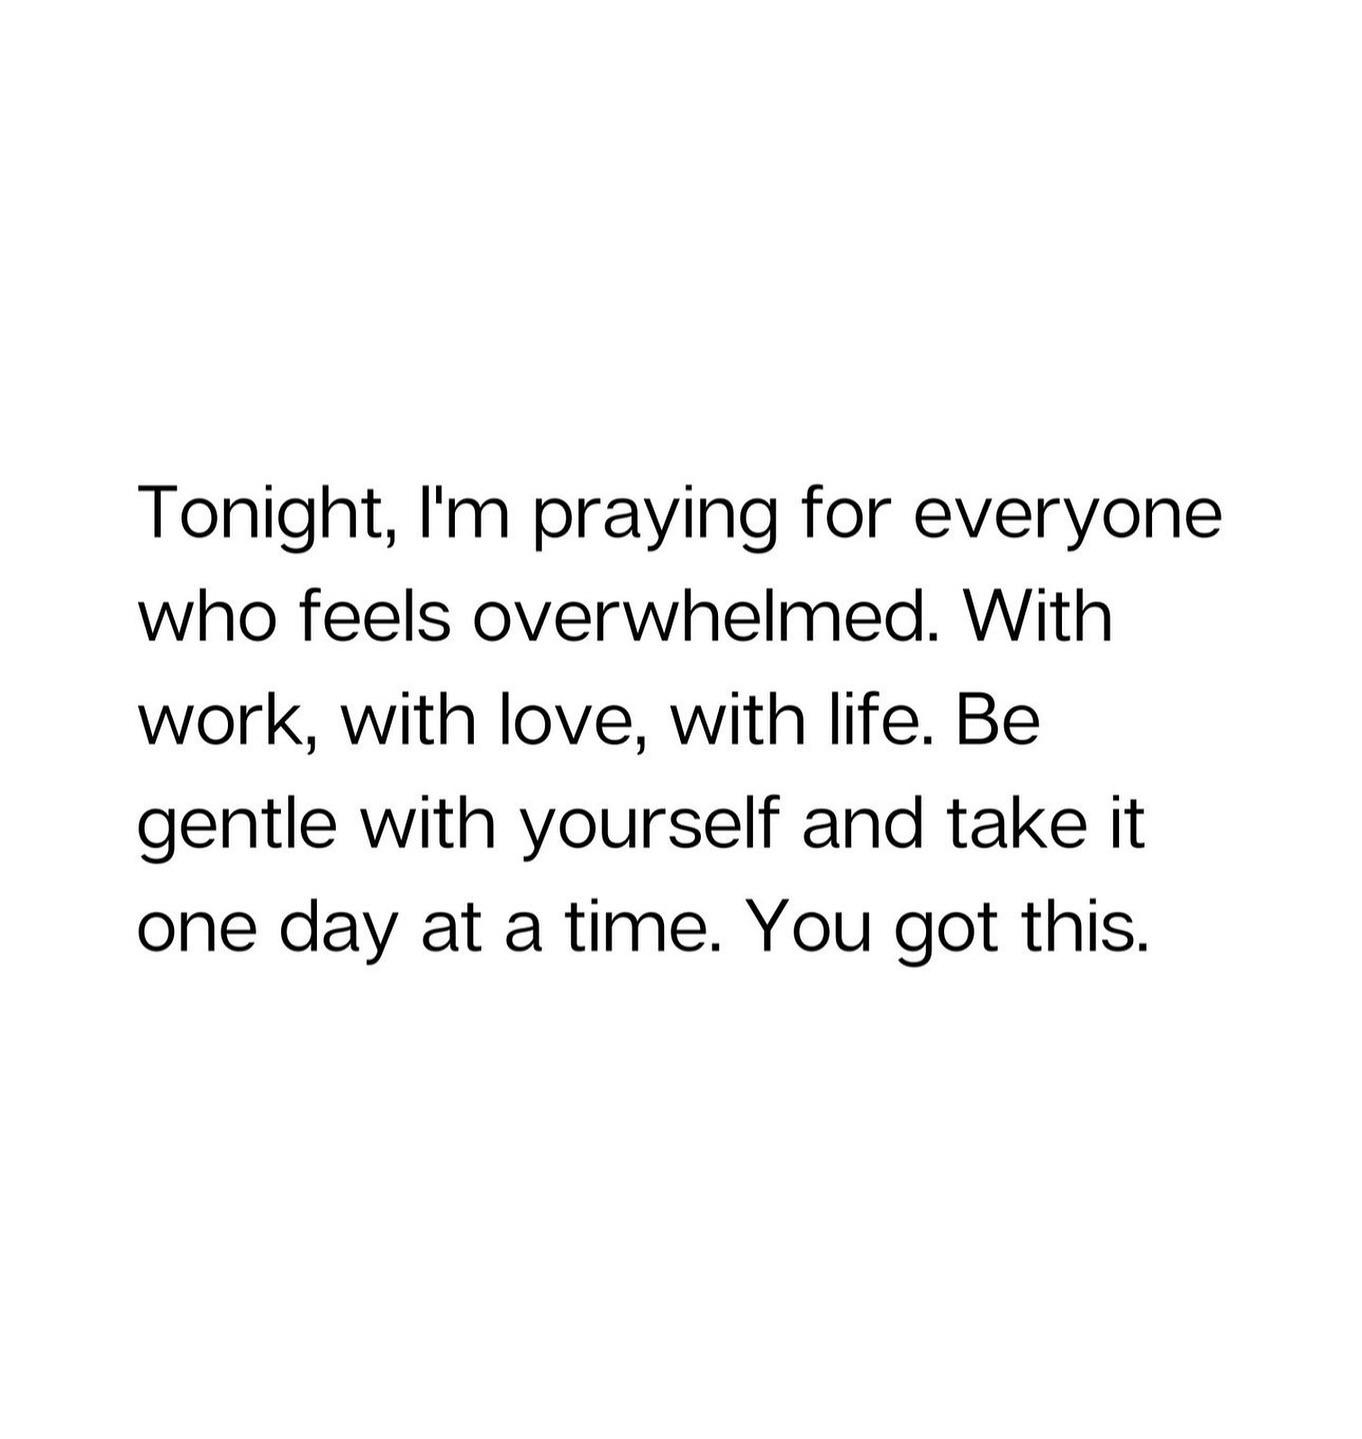 Tonight, I'm praying for everyone
who feels overwhelmed. With
work, with love, with life. Be
gentle with yourself and take it
one day at a time. You got this.